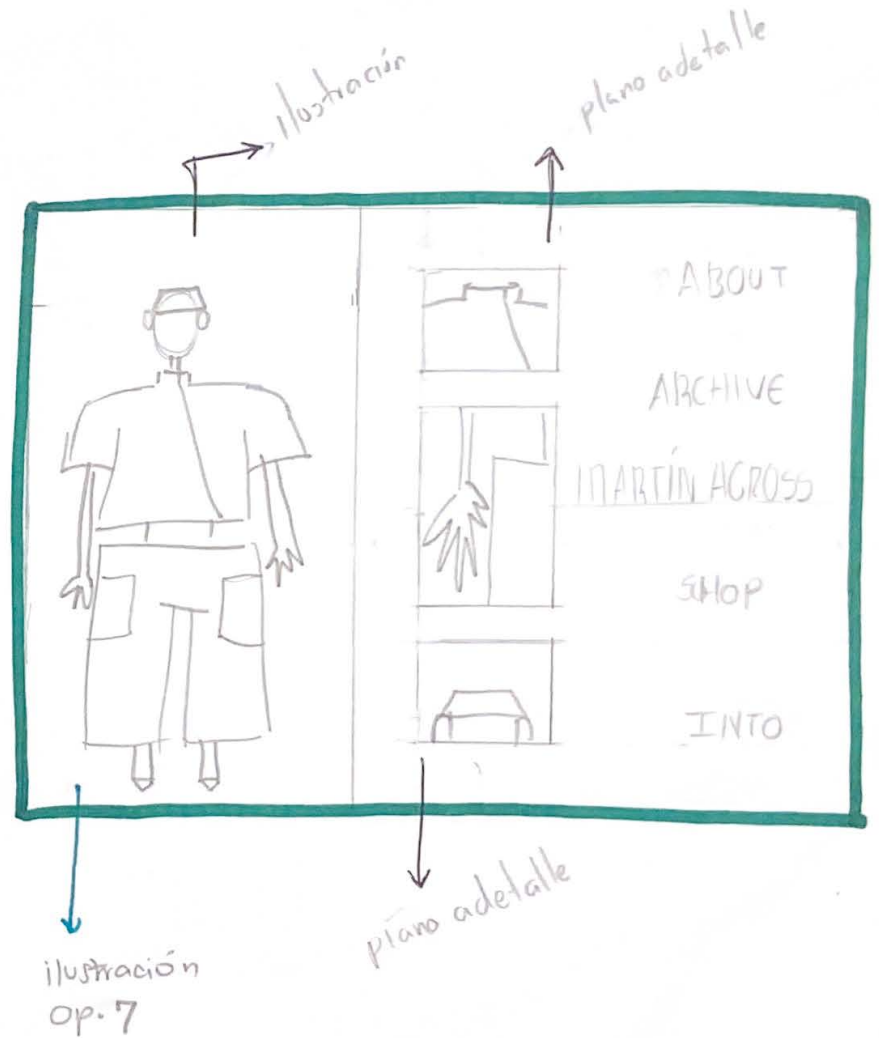 ilustración
plano adetalle
ABOUT
ARCHIVE
MARTÍN ACROSS
SHOP
INTO
plano adetalle
ilustración
op. 7